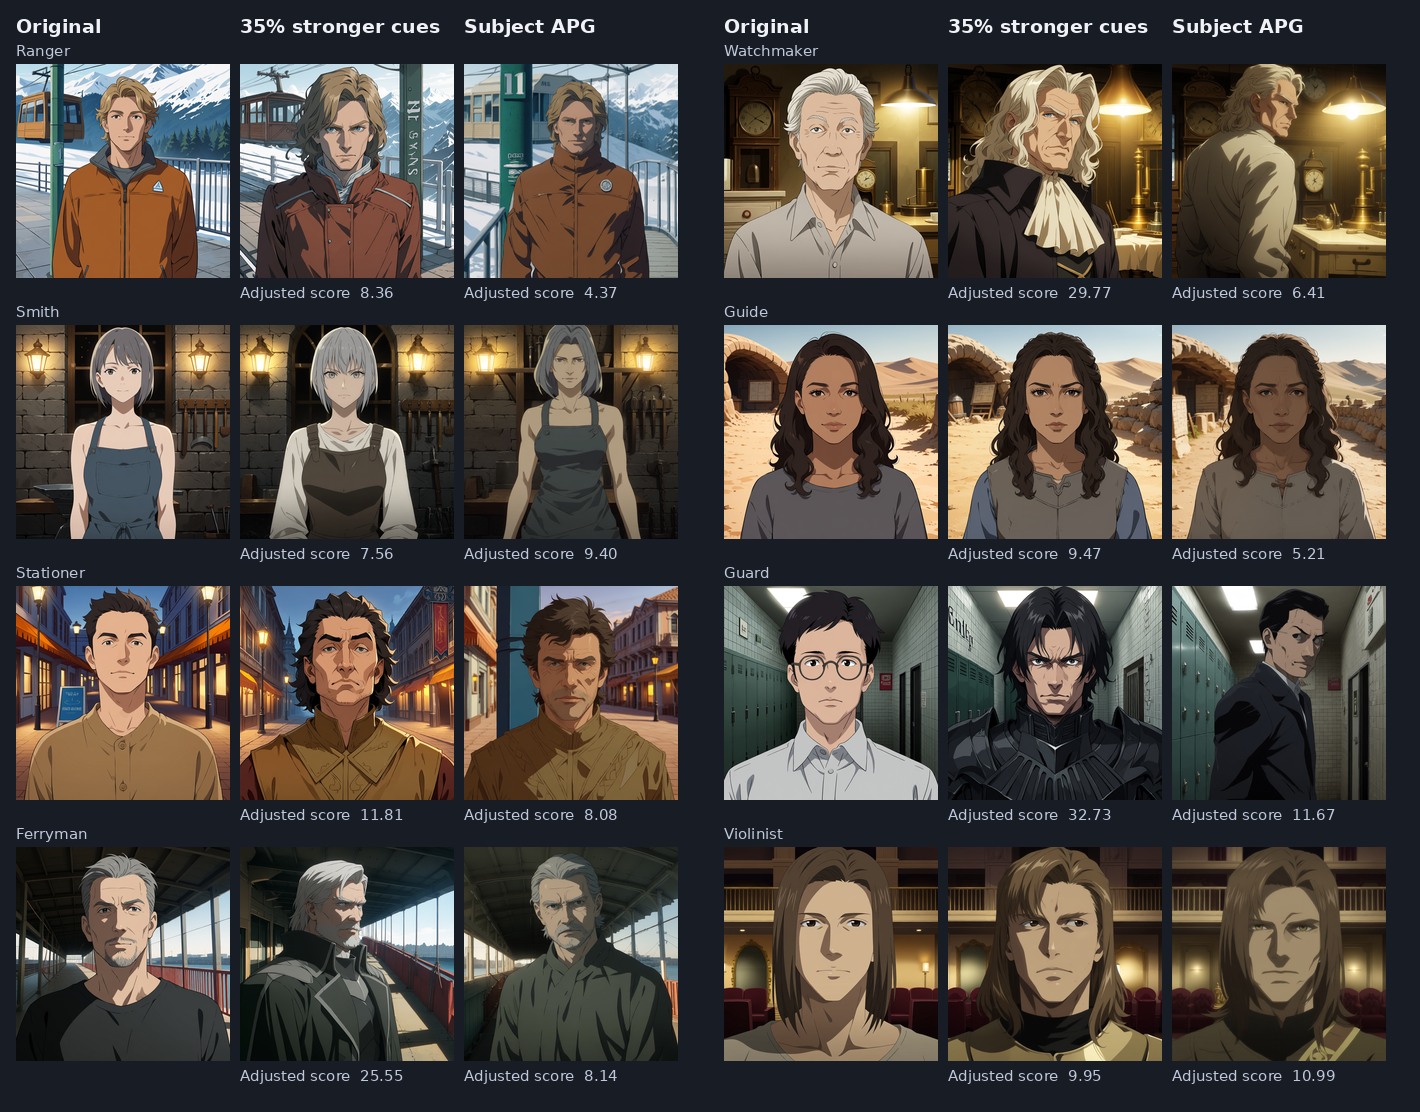 Original 35% stronger cues Subject APG
Original 35% stronger cues Subject APG
Ranger
Watchmaker
11
Adjusted score 8.36
Adjusted score 4.37
Adjusted score 29.77
Adjusted score 6.41
Smith
Guide
Adjusted score 7.56
Adjusted score 9.40
Adjusted score 9.47
Adjusted score 5.21
Stationer
Guard
Adjusted score 11.81
Adjusted score 8.08
Adjusted score 32.73
Adjusted score 11.67
Ferryman
Violinist
Adjusted score 25.55
Adjusted score 8.14
Adjusted score 9.95
Adjusted score 10.99